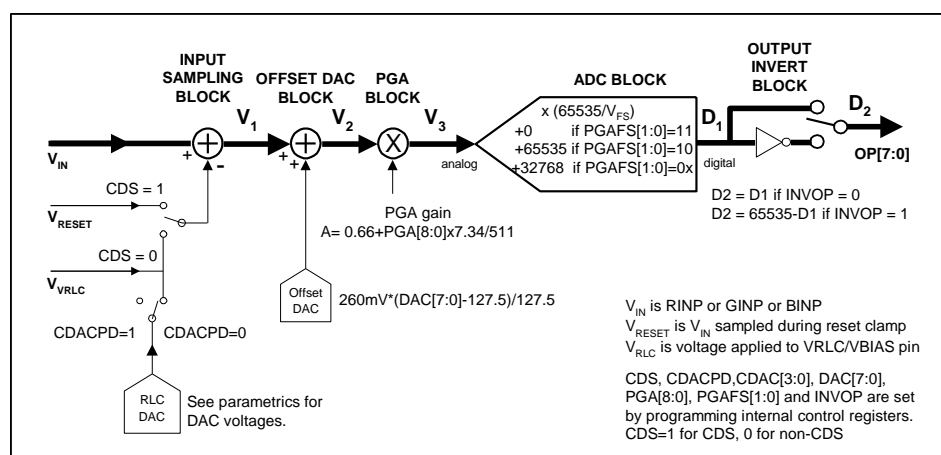 INPUT
SAMPLING
BLOCK
OFFSET DAC
BLOCK
PGA
BLOCK
ADC BLOCK
OUTPUT
INVERT
BLOCK
V1
V2
V3
D1
D2
x (65535/VFS)
+0 if PGAFS[1:0]=11
+65535 if PGAFS[1:0]=10
+32768 if PGAFS[1:0]=0x
analog
digital
VIN
+
-
+
+
X
OP[7:0]
D2 = D1 if INVOP = 0
D2 = 65535-D1 if INVOP = 1
CDS = 1
VRESET
CDS = 0
VVRLC
PGA gain
A= 0.66+PGA[8:0]x7.34/511
Offset
DAC
260mV*(DAC[7:0]-127.5)/127.5
CDACPD=1
CDACPD=0
RLC
DAC
See parametrics for
DAC voltages.
VIN is RINP or GINP or BINP
VRESET is VIN sampled during reset clamp
VRLC is voltage applied to VRLC/VBIAS pin
CDS, CDACPD,CDAC[3:0], DAC[7:0],
PGA[8:0], PGAFS[1:0] and INVOP are set
by programming internal control registers.
CDS=1 for CDS, 0 for non-CDS